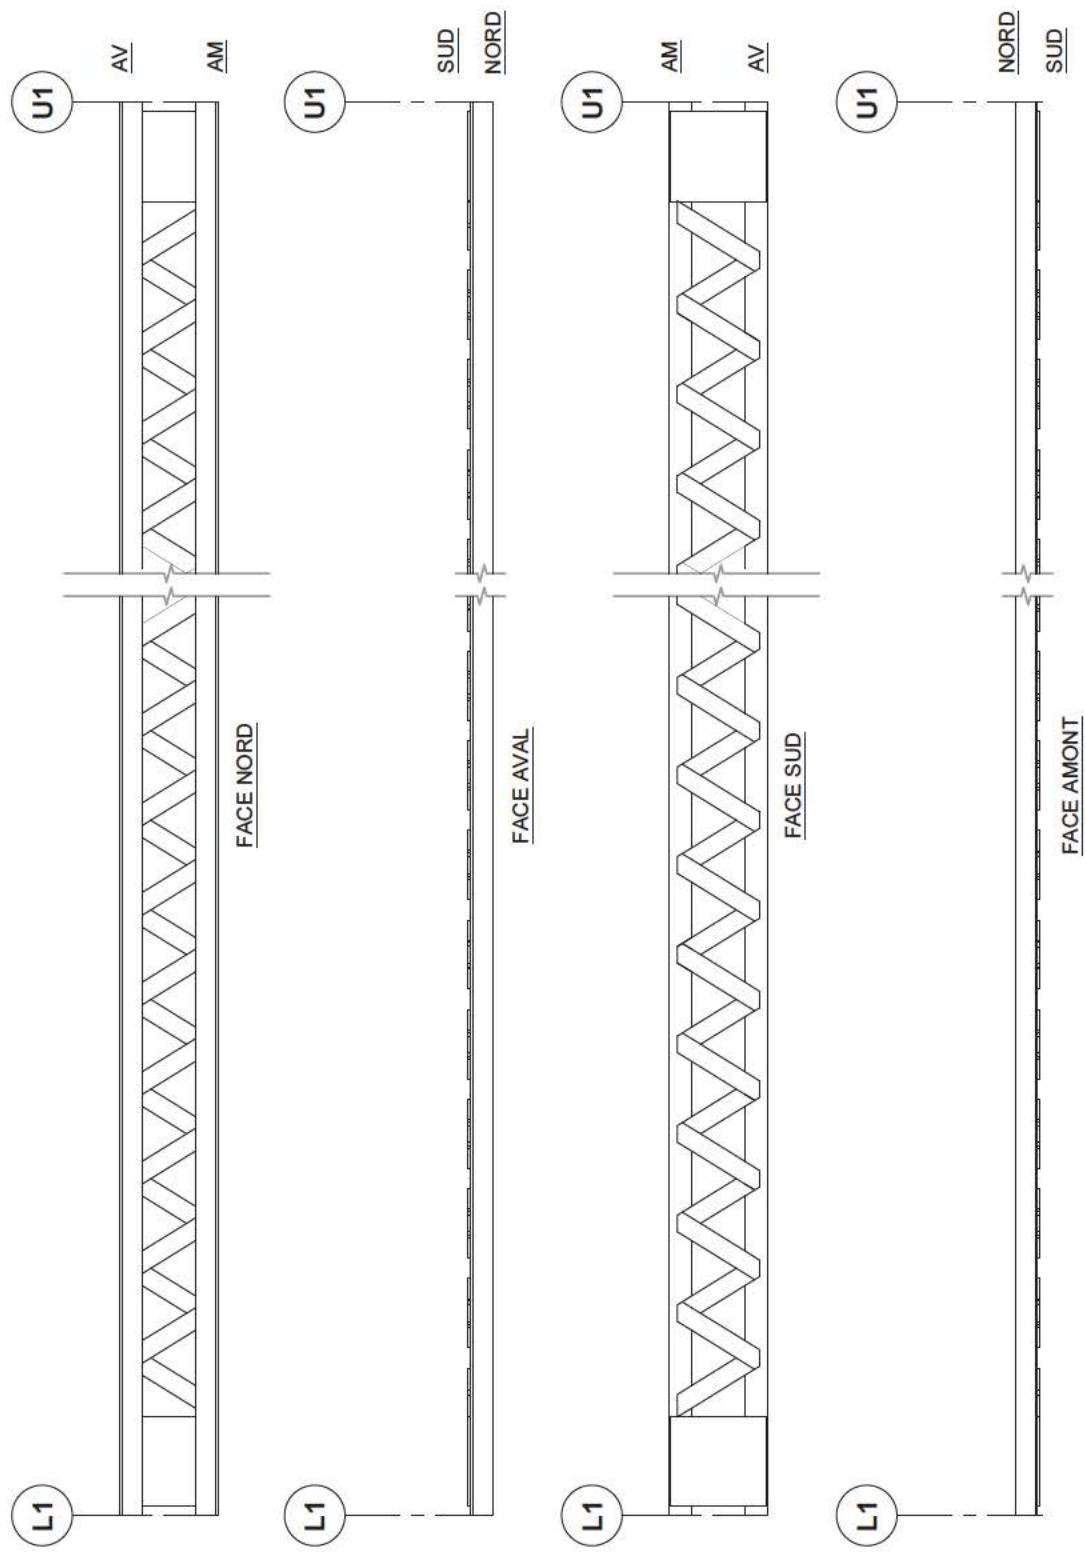 U1
AV
AM
FACE NORD
L1
U1
SUD
NORD
FACE AVAL
L1
U1
AM
AV
FACE SUD
L1
U1
NORD
SUD
FACE AMONT
L1